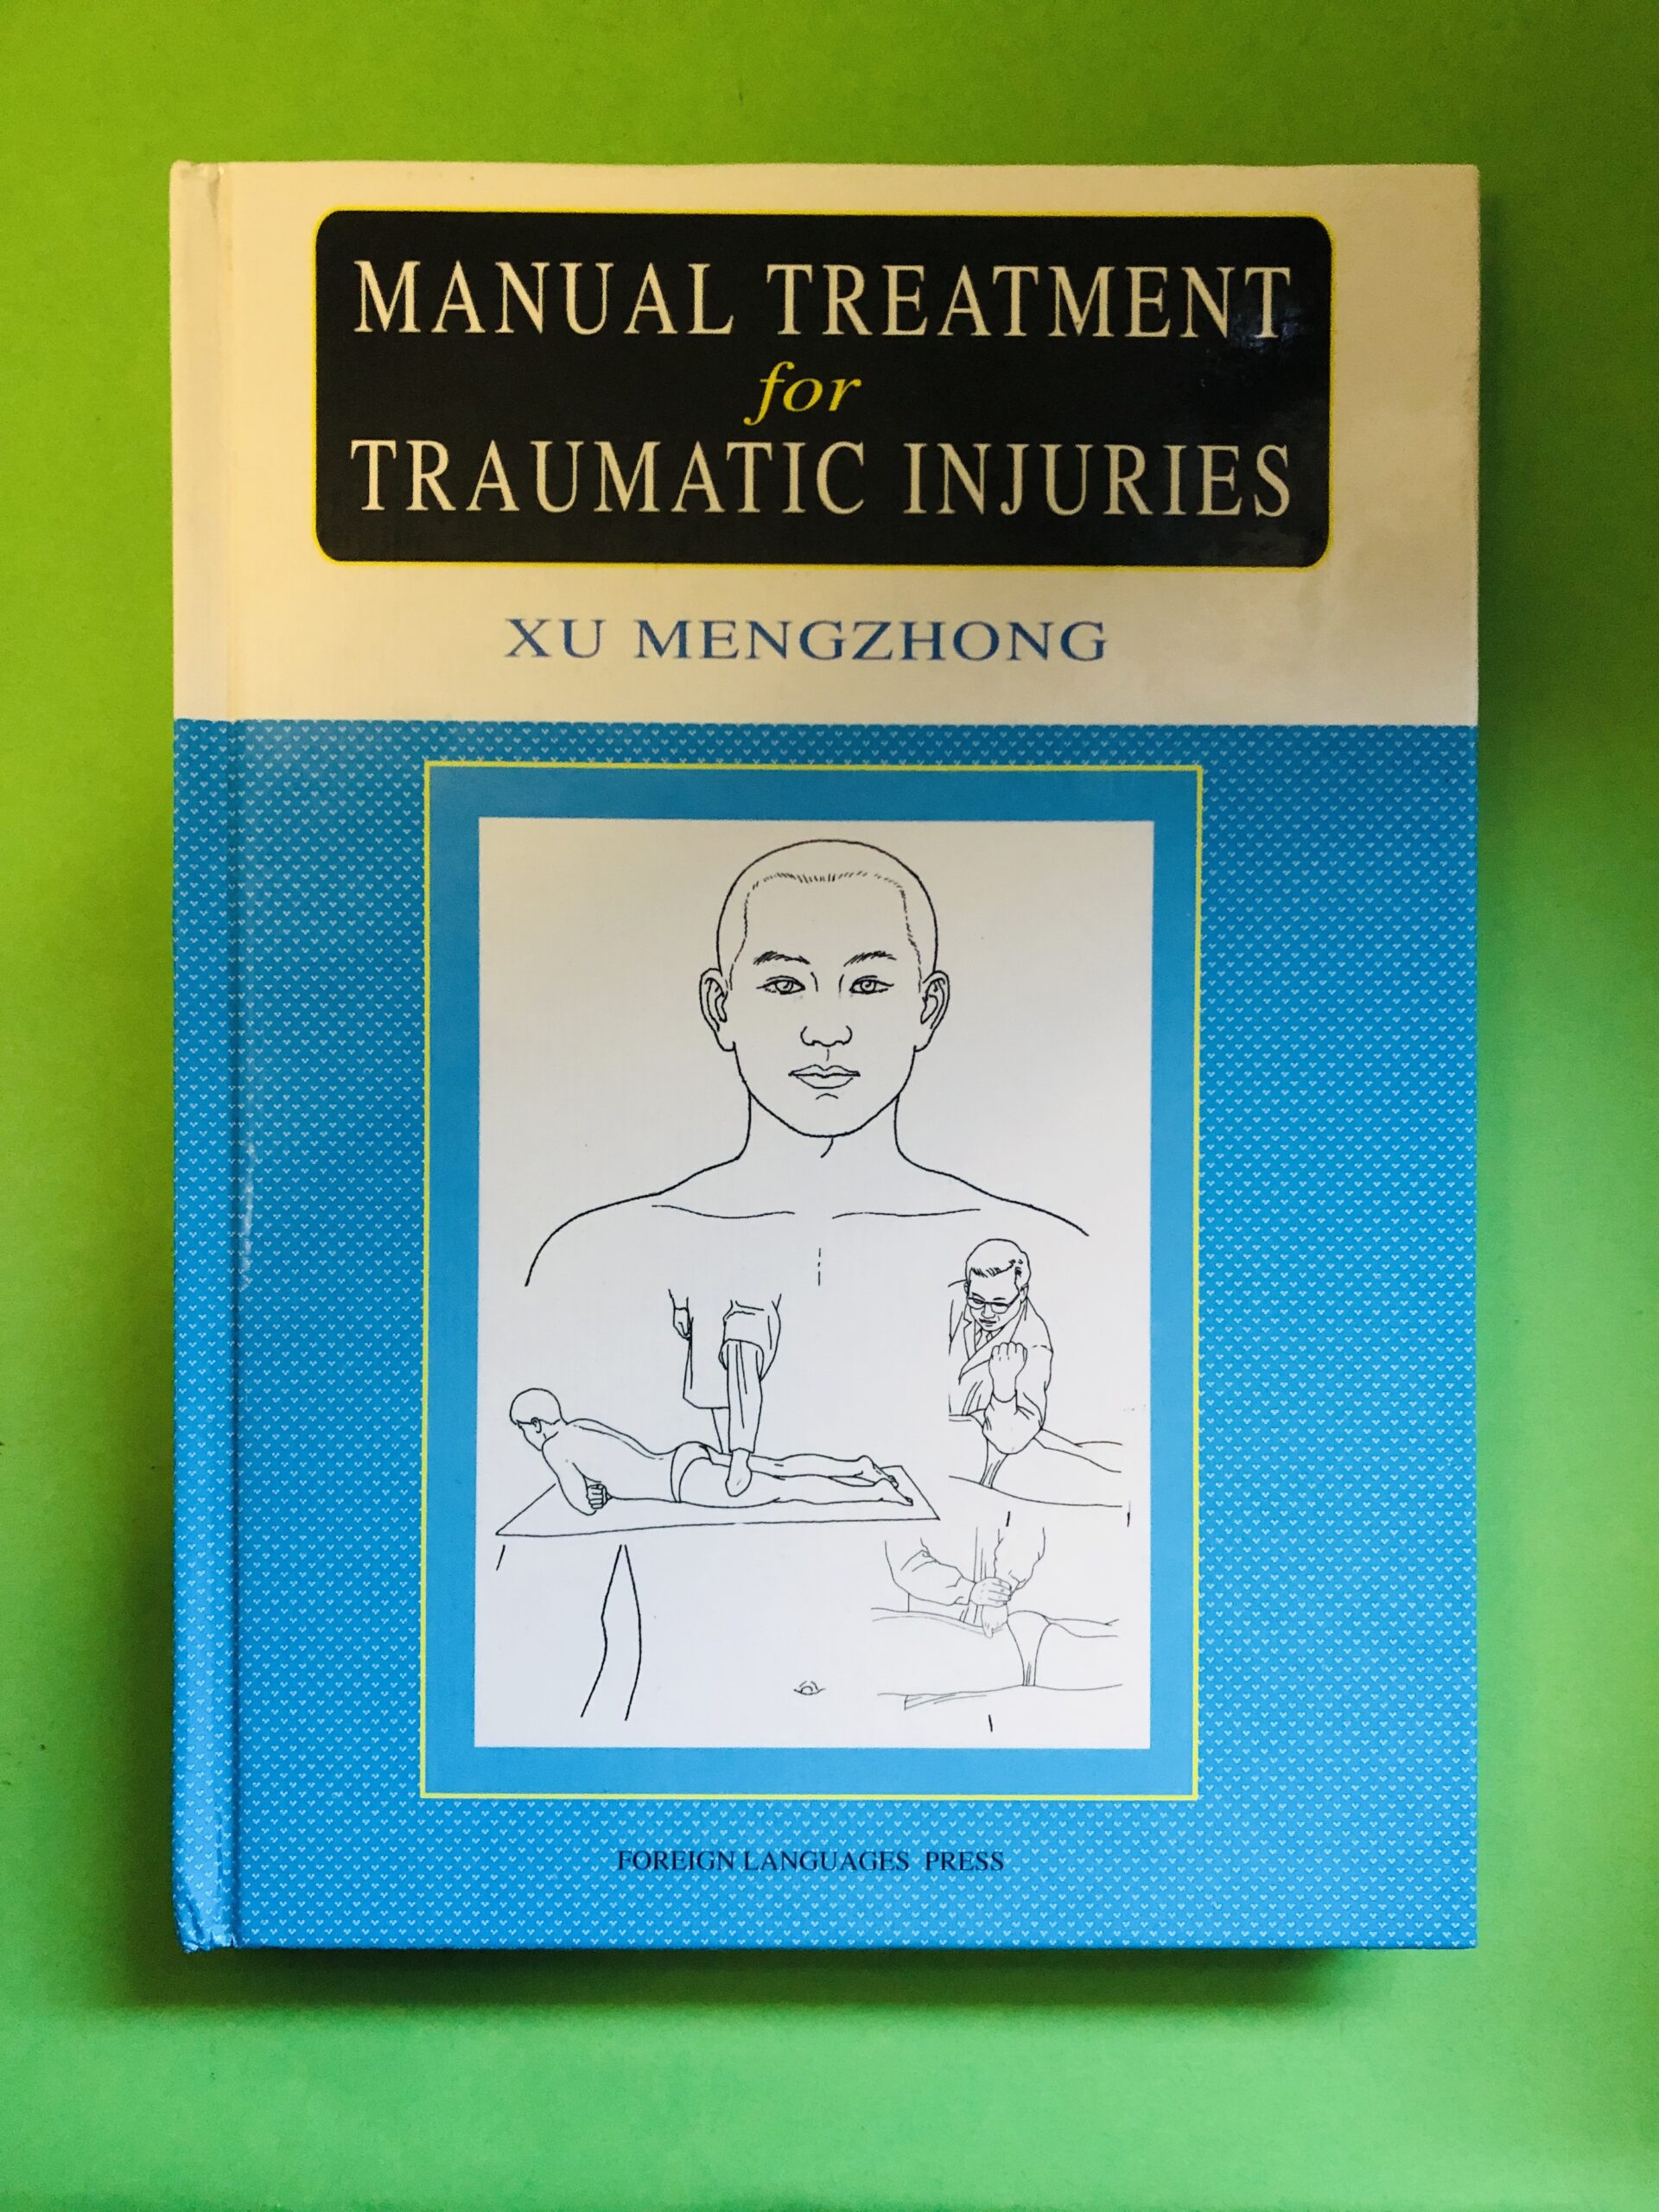 MANUAL TREATMENT
for
TRAUMATIC INJURIES
XU MENGZHONG
FOREIGN LANGUAGES PRESS